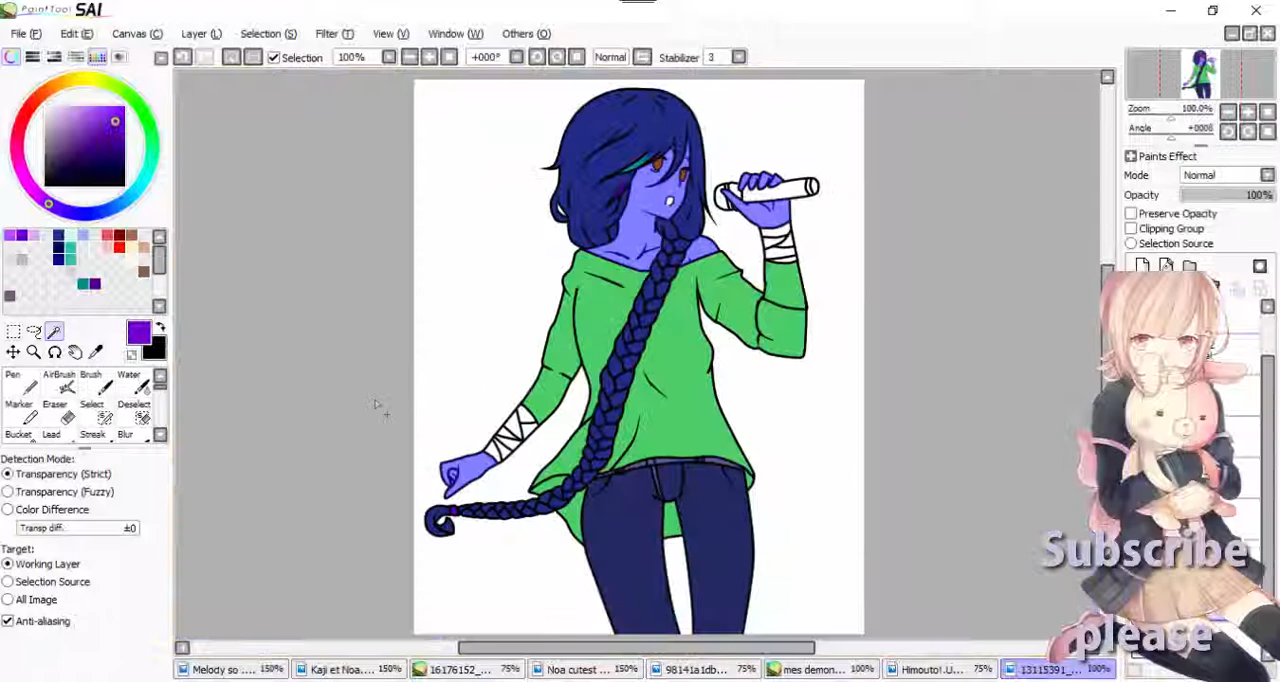 PaintTool SAI
File (F) Edit (E) Canvas (C) Layer (L) Selection (S) Filter (T) View (V) Window (W) Others (O)
Selection 100% +000° Normal Stabilizer 3
Zoom 100.0%
Angle +000θ
Paints Effect
Mode Normal
Opacity 100%
Preserve Opacity
Clipping Group
Selection Source
Pen AirBrush Brush Water
Marker Eraser Select Deselect
Bucket Lead Streak Blur
Detection Mode:
Transparency (Strict)
Transparency (Fuzzy)
Color Difference
Transp diff. ±0
Target:
Working Layer
Selection Source
All Image
Anti-aliasing
Subscribe
please
Melody so .... 150% Kaji et Noa... 150% 16176152_... 75% Noa cutest ... 150% 98141a1db... 75% mes demon... 100% Himouto!.U... 75% 13115391_... 100%